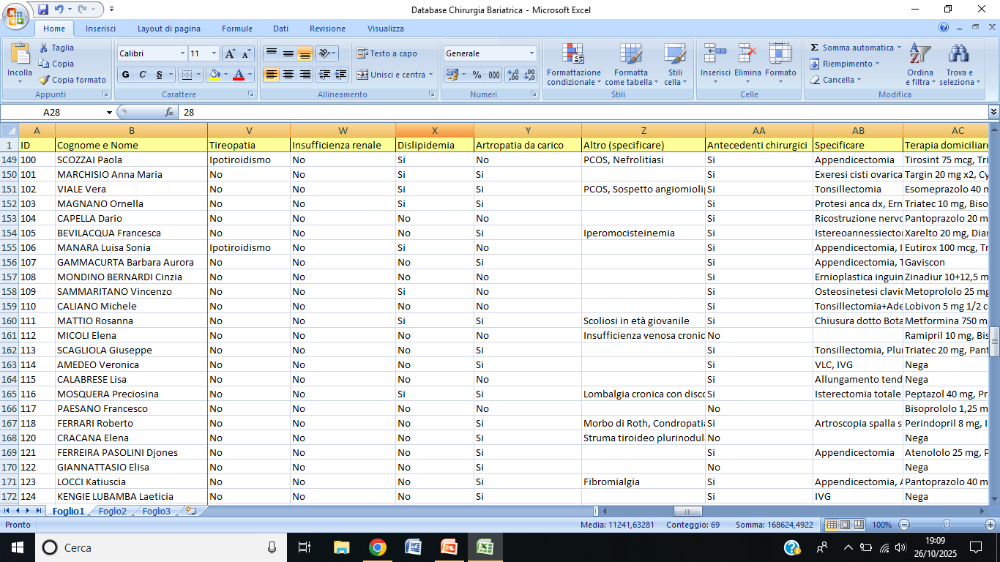 Database Chirurgia Bariatrica - Microsoft Excel
Home Inserisci Layout di pagina Formule Dati Revisione Visualizza
Incolla Taglia Copia Copia formato Appunti
Calibri 11 A A G C S A Carattere
Testo a capo Unisci e centra Allineamento
Generale % 000 Numeri
Formattazione condizionale Formatta come tabella Stili cella Stili
Inserisci Elimina Formato Celle
Σ Somma automatica Riempimento Cancella Ordina e filtra Trova e seleziona Modifica
A28 fx 28
A B V W X Y Z AA AB AC
1 ID Cognome e Nome Tireopatia Insufficienza renale Dislipidemia Artropatia da carico Altro (specificare) Antecedenti chirurgici Specificare Terapia domiciliare
149 100 SCOZZAI Paola Ipotiroidismo No Si No PCOS, Nefrolitiasi Si Appendicectomia Tirosint 75 mcg, Tri
150 101 MARCHISIO Anna Maria No No Si Si Si Exeresi cisti ovarica Targin 20 mg x2, Cy
151 102 VIALE Vera No No Si Si PCOS, Sospetto angiomioli Si Tonsillectomia Esomeprazolo 40 m
152 103 MAGNANO Ornella No No Si Si Si Protesi anca dx, Ern Triatec 10 mg, Biso
153 104 CAPELLA Dario No No No No Si Ricostruzione nervo Pantoprazolo 20 m
154 105 BEVILACQUA Francesca No No No Si Iperomocisteinemia Si Istereoannessiecto Xarelto 20 mg, Diar
155 106 MANARA Luisa Sonia Ipotiroidismo No Si No Si Appendicectomia, I Eutirox 100 mcg, Tr
156 107 GAMMACURTA Barbara Aurora No No No Si Si Appendicectomia, T Gaviscon
157 108 MONDINO BERNARDI Cinzia No No No No Si Ernioplastica inguin Zinadiur 10+12,5 m
158 109 SAMMARITANO Vincenzo No No Si No Si Osteosinetesi clavic Metoprololo 25 mg
159 110 CALIANO Michele No No No No Si Tonsillectomia+Ade Lobivon 5 mg 1/2 c
160 111 MATTIO Rosanna No No Si Si Scoliosi in età giovanile Si Chiusura dotto Bota Metformina 750 m
161 112 MICOLI Elena No No No No Insufficienza venosa cronic No Ramipril 10 mg, Bis
162 113 SCAGLIOLA Giuseppe No No No Si Si Tonsillectomia, Plur Triatec 20 mg, Pant
163 114 AMEDEO Veronica No No No Si Si VLC, IVG Nega
164 115 CALABRESE Lisa No No No No Si Allungamento tend Nega
165 116 MOSQUERA Preciosina No No Si Si Lombalgia cronica con disco Si Isterectomia totale Peptazol 40 mg, Pr
166 117 PAESANO Francesco No No No No No Bisoprololo 1,25 m
167 118 FERRARI Roberto No No No Si Morbo di Roth, Condropatia Si Artroscopia spalla s Perindopril 8 mg, I
168 120 CRACANA Elena No No No Si Struma tiroideo plurinodula No Nega
169 121 FERREIRA PASOLINI Djones No No No Si Si Appendicectomia Atenololo 25 mg, P
170 122 GIANNATTASIO Elisa No No No Si No Nega
171 123 LOCCI Katiuscia No No No Si Fibromialgia Si Appendicectomia, A Pantoprazolo 40 m
172 124 KENGIE LUBAMBA Laeticia No No No Si Si IVG Nega
Foglio1 Foglio2 Foglio3
Pronto Media: 11241,63281 Conteggio: 69 Somma: 168624,4922 100%
Cerca 19:09
26/10/2025